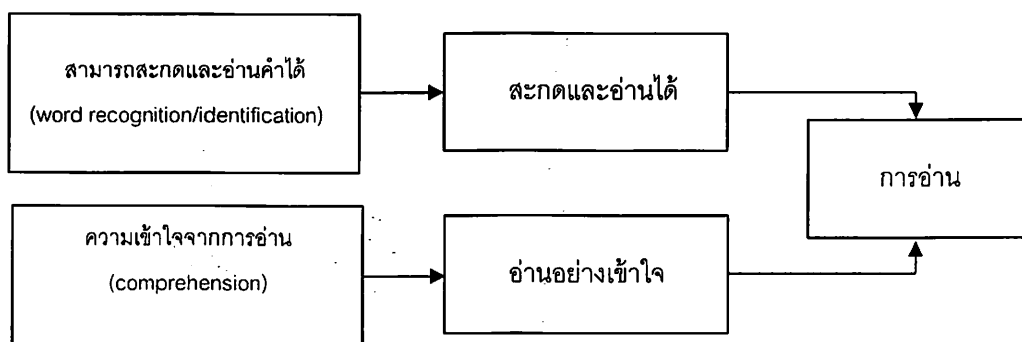 สามารถสะกดและอ่านคำได้
(word recognition/identification)
สะกดและอ่านได้
การอ่าน
ความเข้าใจจากการอ่าน
(comprehension)
อ่านอย่างเข้าใจ